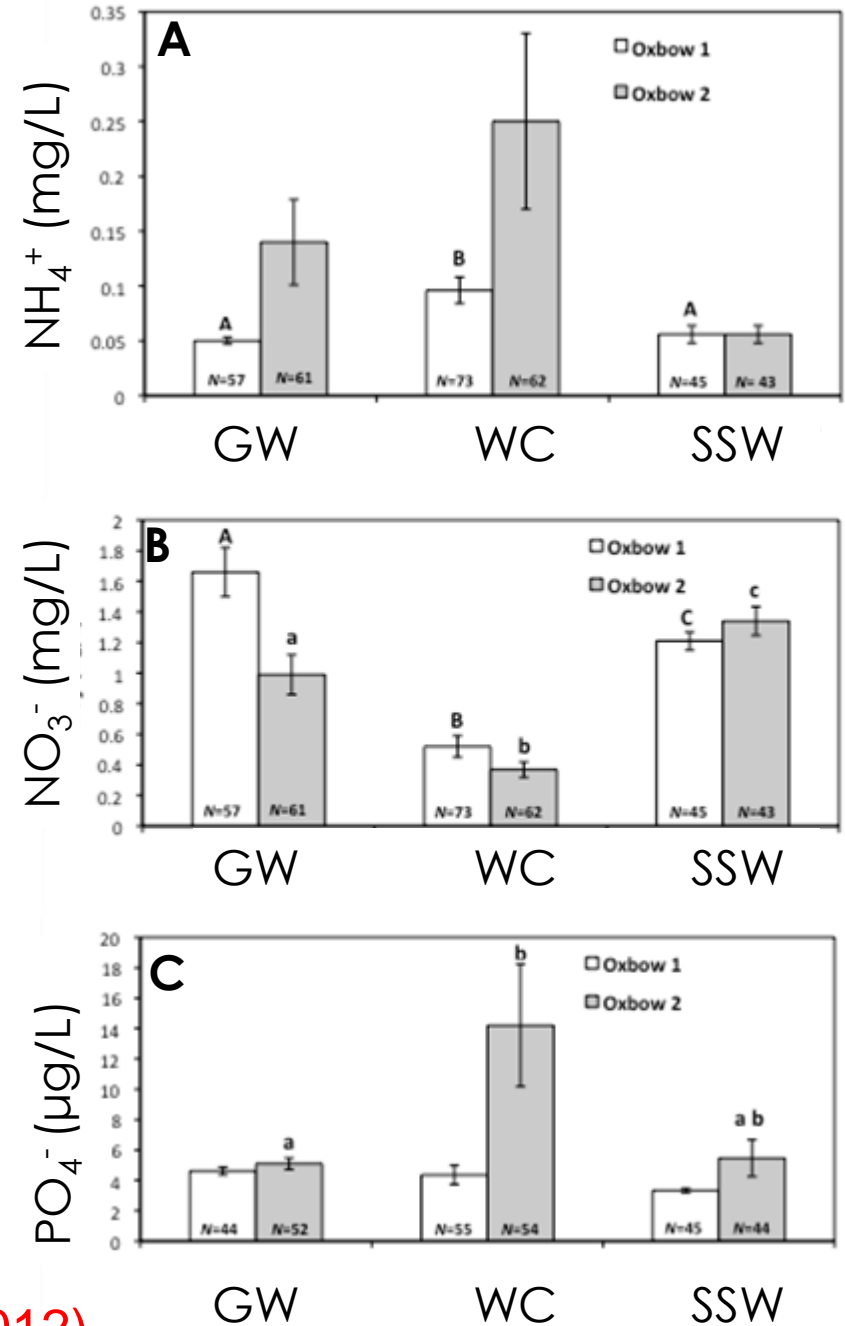 A
NH4+ (mg/L)
0.35
0.3
0.25
0.2
0.15
0.1
0.05
0
Oxbow 1
Oxbow 2
A
B
A
N=57
N=61
N=73
N=62
N=45
N= 43
GW
WC
SSW
B
NO3- (mg/L)
2
1.8
1.6
1.4
1.2
1
0.8
0.6
0.4
0.2
0
Oxbow 1
Oxbow 2
A
a
B
b
C
c
N=57
N=61
N=73
N=62
N=45
N=43
GW
WC
SSW
C
PO4- (µg/L)
20
18
16
14
12
10
8
6
4
2
0
Oxbow 1
Oxbow 2
a
b
a b
N=44
N=52
N=55
N=54
N=45
N=44
GW
WC
SSW
012)